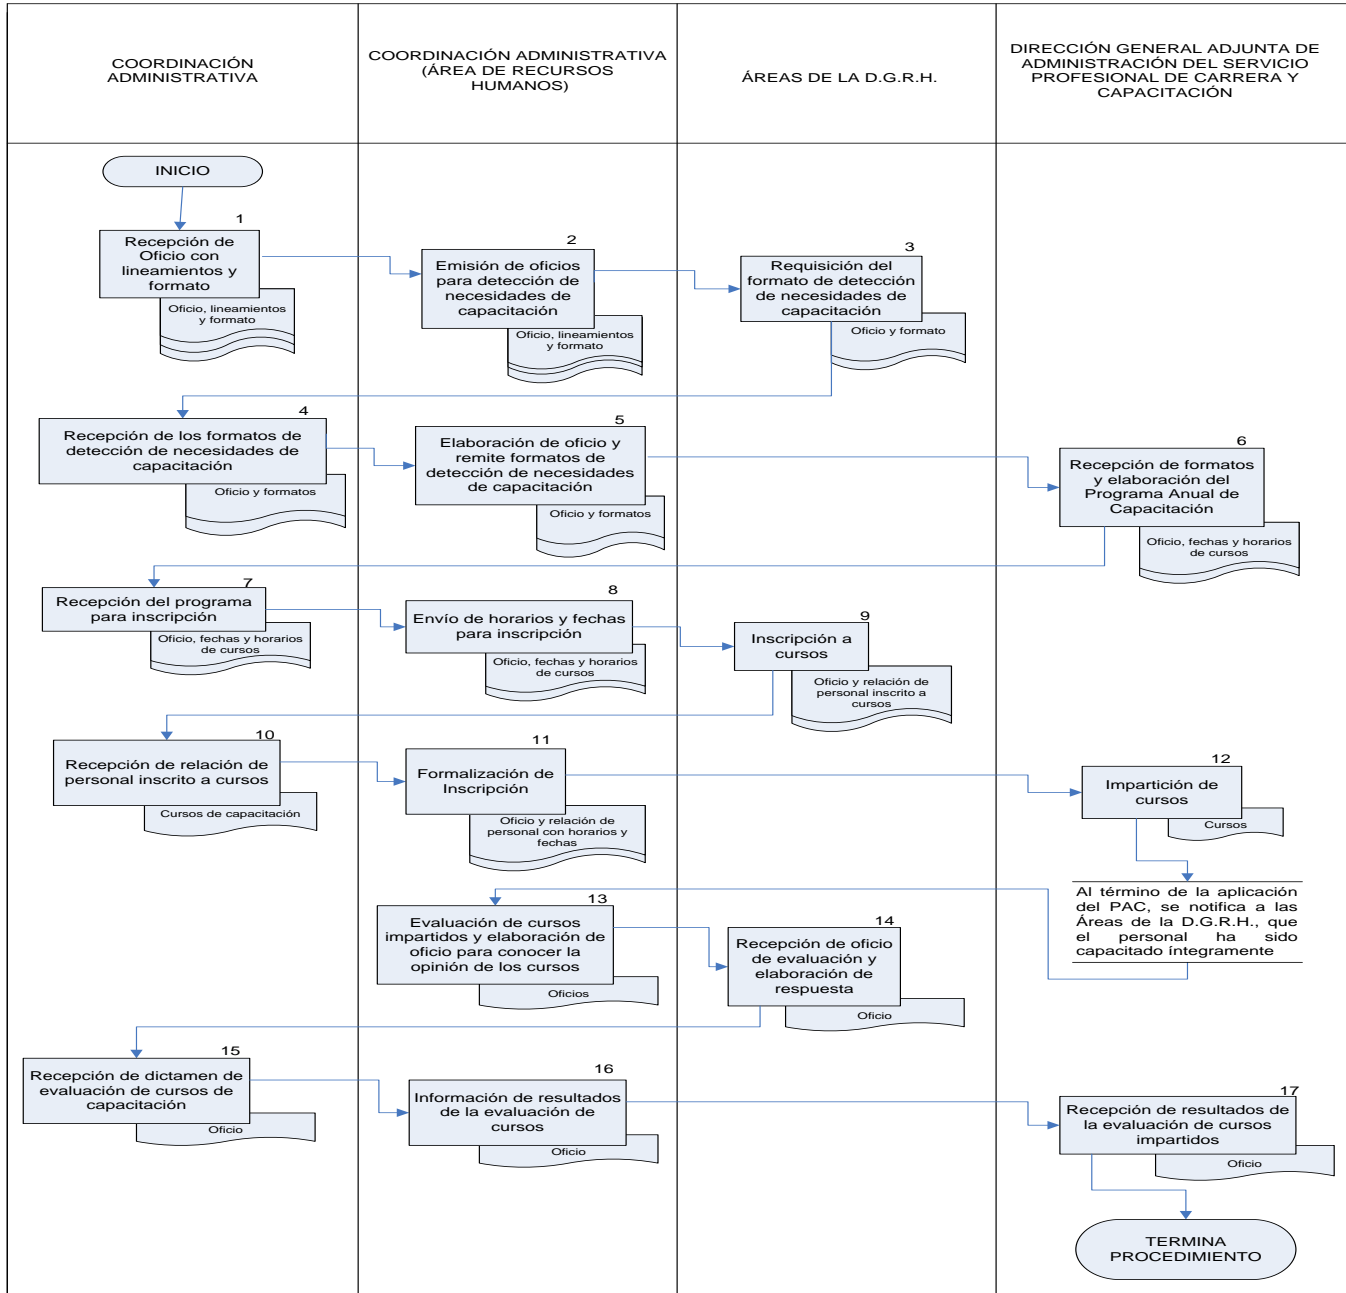 COORDINACIÓN
ADMINISTRATIVA
COORDINACIÓN ADMINISTRATIVA
(ÁREA DE RECURSOS
HUMANOS)
ÁREAS DE LA D.G.R.H.
DIRECCIÓN GENERAL ADJUNTA DE
ADMINISTRACIÓN DEL SERVICIO
PROFESIONAL DE CARRERA Y
CAPACITACIÓN
INICIO
1
Recepción de
Oficio con
lineamientos y
formato
Oficio, lineamientos
y formato
2
Emisión de oficios
para detección de
necesidades de
capacitación
Oficio, lineamientos
y formato
3
Requisición del
formato de detección
de necesidades de
capacitación
Oficio y formato
4
Recepción de los formatos de
detección de necesidades de
capacitación
Oficio y formatos
5
Elaboración de oficio y
remite formatos de
detección de necesidades
de capacitación
Oficio y formatos
6
Recepción de formatos
y elaboración del
Programa Anual de
Capacitación
Oficio, fechas y horarios
de cursos
7
Recepción del programa
para inscripción
Oficio, fechas y horarios
de cursos
8
Envío de horarios y fechas
para inscripción
Oficio, fechas y horarios
de cursos
9
Inscripción a
cursos
Oficio y relación de
personal inscrito a
cursos
10
Recepción de relación de
personal inscrito a cursos
Cursos de capacitación
11
Formalización de
Inscripción
Oficio y relación de
personal con horarios y
fechas
12
Impartición de
cursos
Cursos
Al término de la aplicación
del PAC, se notifica a las
Áreas de la D.G.R.H., que
el personal ha sido
capacitado íntegramente
13
Evaluación de cursos
impartidos y elaboración de
oficio para conocer la
opinión de los cursos
Oficios
14
Recepción de oficio
de evaluación y
elaboración de
respuesta
Oficio
15
Recepción de dictamen de
evaluación de cursos de
capacitación
Oficio
16
Información de resultados
de la evaluación de
cursos
Oficio
17
Recepción de resultados de
la evaluación de cursos
impartidos
Oficio
TERMINA
PROCEDIMIENTO